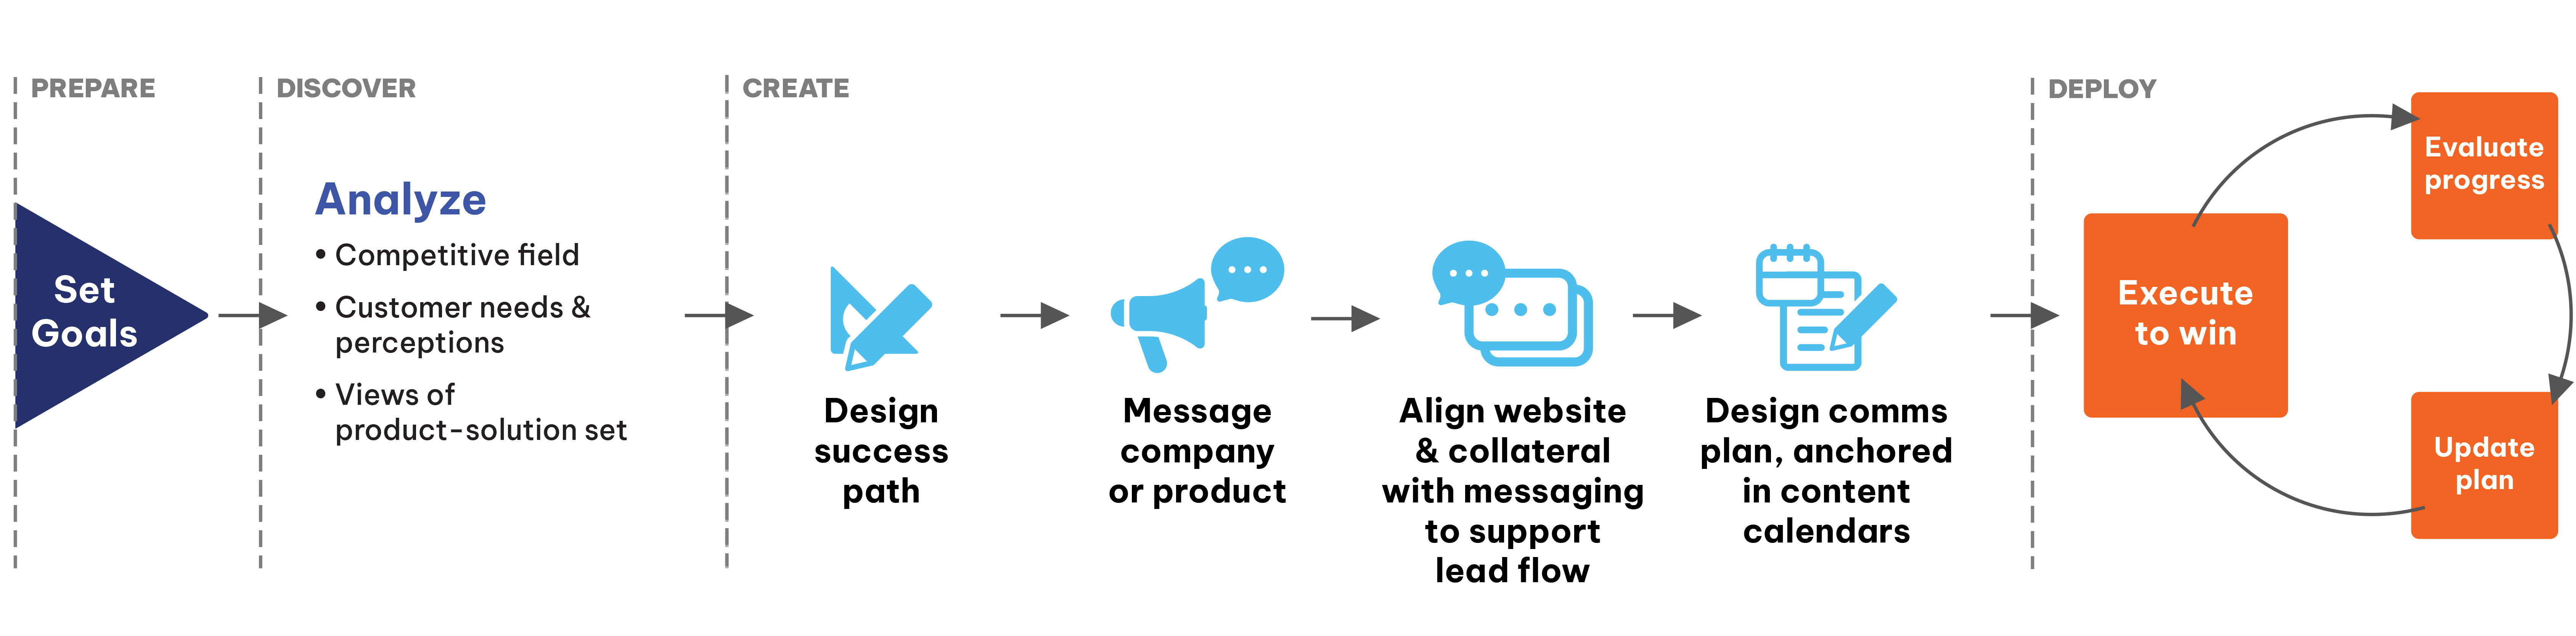 PREPARE
Set
Goals
DISCOVER
Analyze
• Competitive field
• Customer needs &
perceptions
• Views of
product-solution set
CREATE
Design
success
path
Message
company
or product
Align website
& collateral
with messaging
to support
lead flow
Design comms
plan, anchored
in content
calendars
DEPLOY
Execute
to win
Evaluate
progress
Update
plan